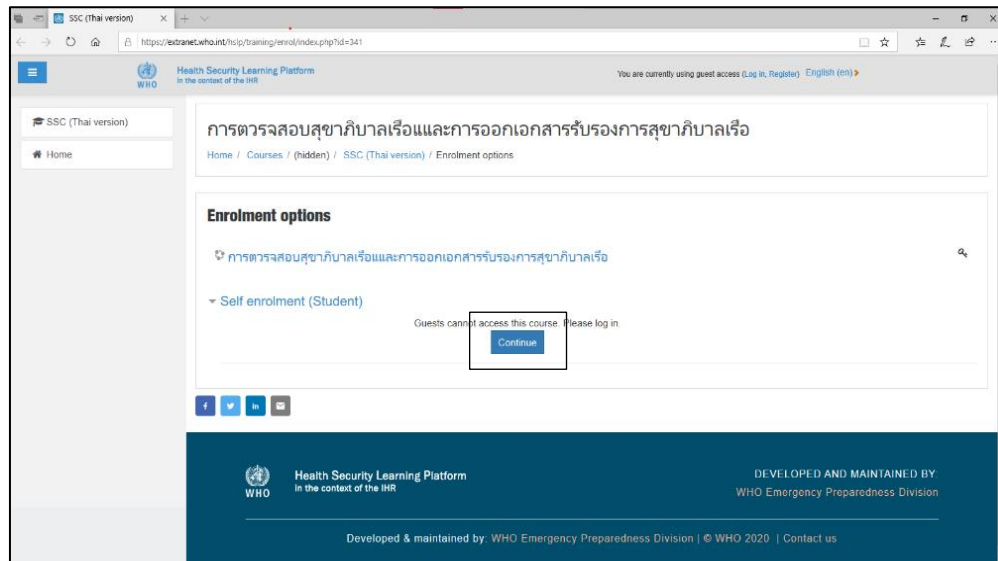 SSC (Thai version)
https://extranet.who.int/hslp/training/enrol/index.php?id=341
WHO
Health Security Learning Platform
in the context of the IHR
You are currently using guest access (Log in, Register) English (en)
SSC (Thai version)
Home
การตวรจสอบสุขาภิบาลเรือแและการออกเอกสารรับรองการสุขาภิบาลเรือ
Home / Courses / (hidden) / SSC (Thai version) / Enrolment options
Enrolment options
การตวรจสอบสุขาภิบาลเรือแและการออกเอกสารรับรองการสุขาภิบาลเรือ
Self enrolment (Student)
Guests cannot access this course. Please log in.
Continue
WHO
Health Security Learning Platform
in the context of the IHR
DEVELOPED AND MAINTAINED BY:
WHO Emergency Preparedness Division
Developed & maintained by: WHO Emergency Preparedness Division | © WHO 2020 | Contact us